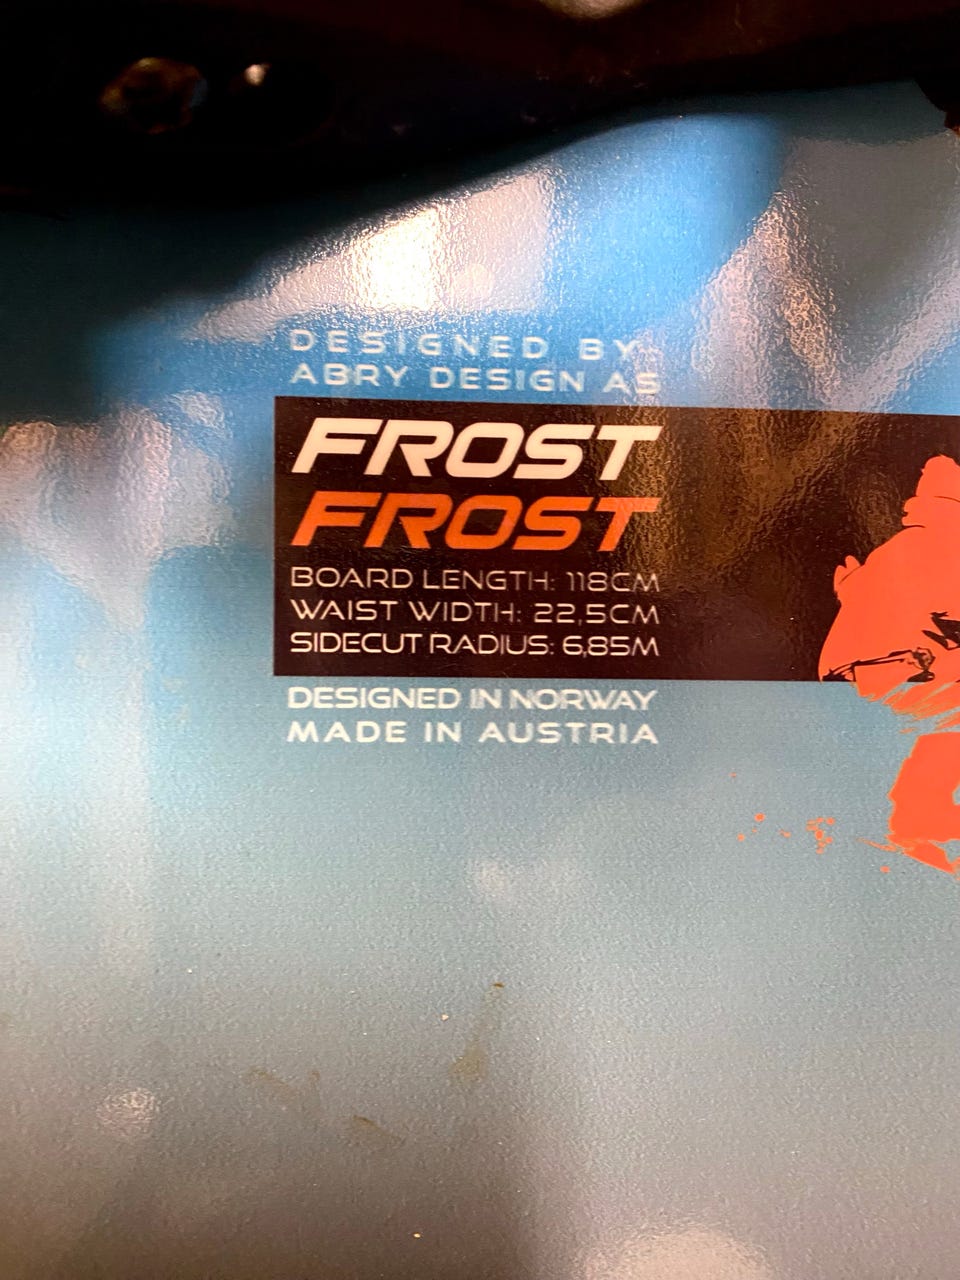 DESIGNED BY
ABRY DESIGN AS
FROST
FROST
BOARD LENGTH: 118CM
WAIST WIDTH: 22,5CM
SIDECUT RADIUS: 6,85M
DESIGNED IN NORWAY
MADE IN AUSTRIA